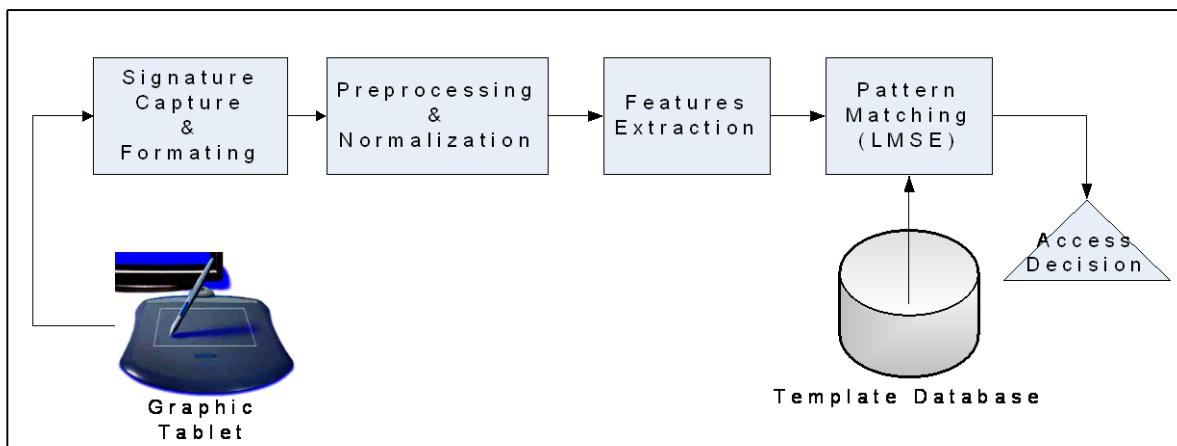 Signature
Capture
&
Formating
Preprocessing
&
Normalization
Features
Extraction
Pattern
Matching
(LMSE)
Access
Decision
Graphic
Tablet
Template Database